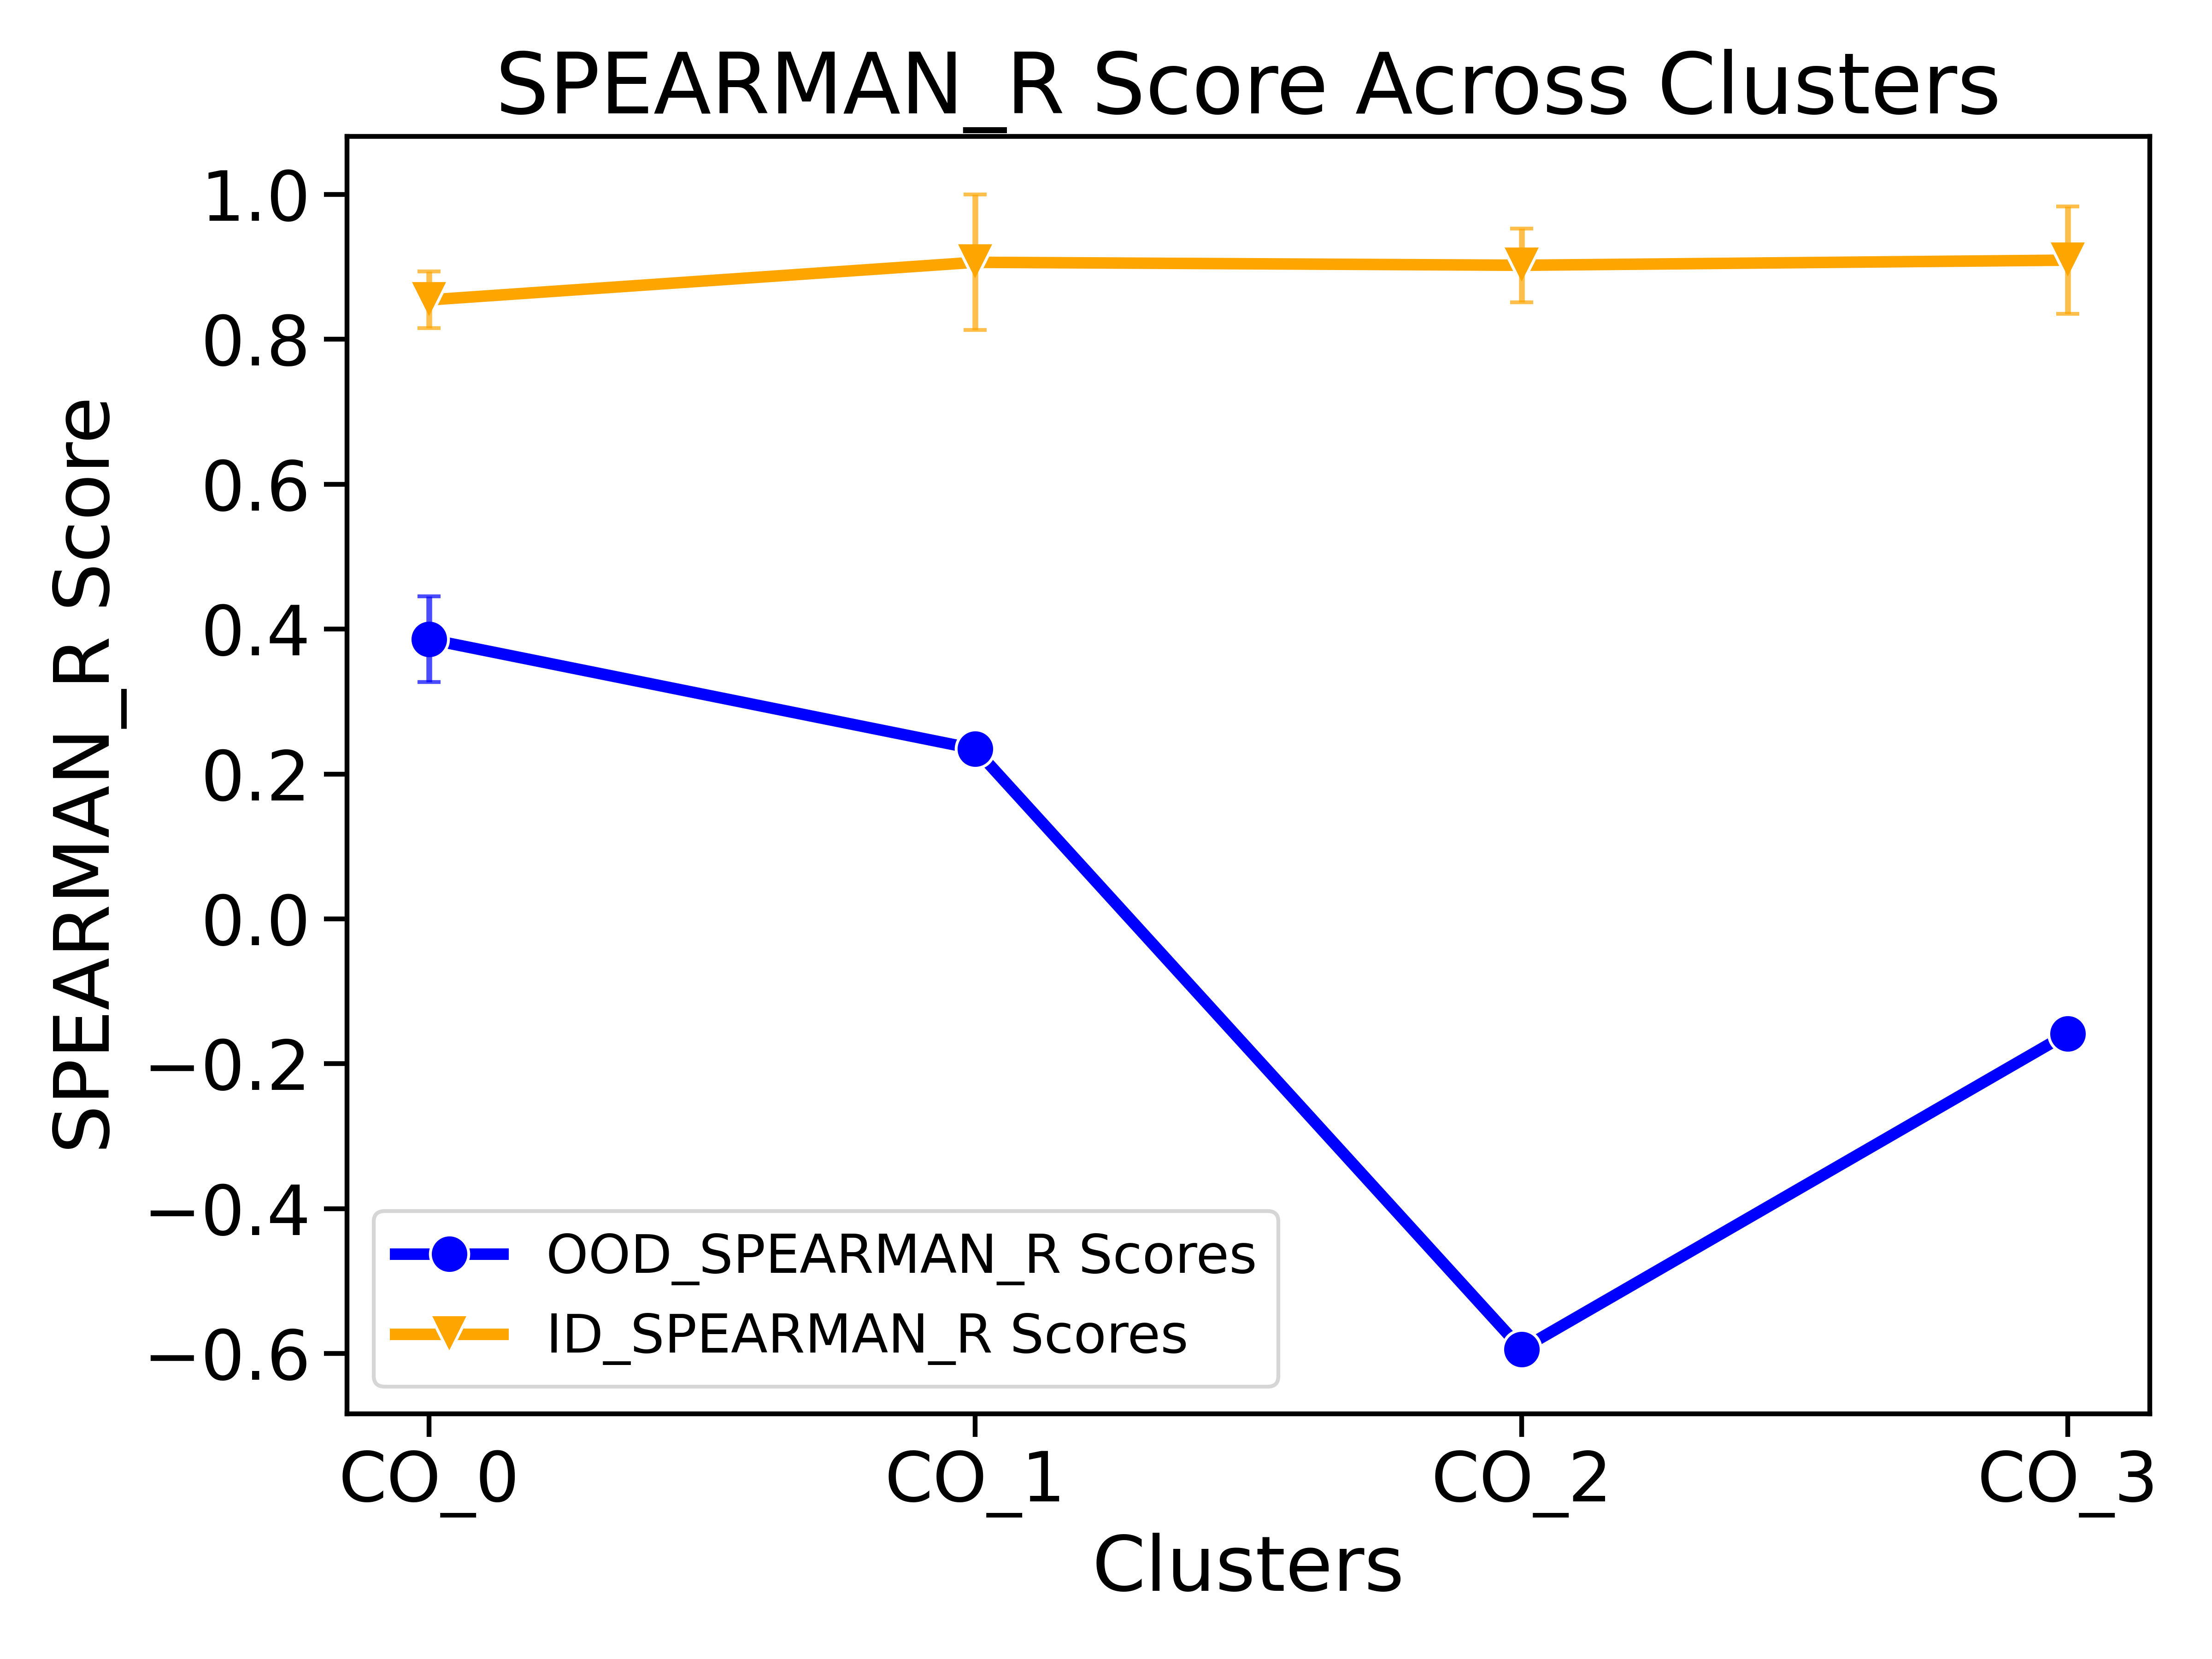 SPEARMAN_R Score Across Clusters
SPEARMAN_R Score
1.0
0.8
0.6
0.4
0.2
0.0
−0.2
−0.4
−0.6
OOD_SPEARMAN_R Scores
ID_SPEARMAN_R Scores
CO_0 CO_1 CO_2 CO_3
Clusters